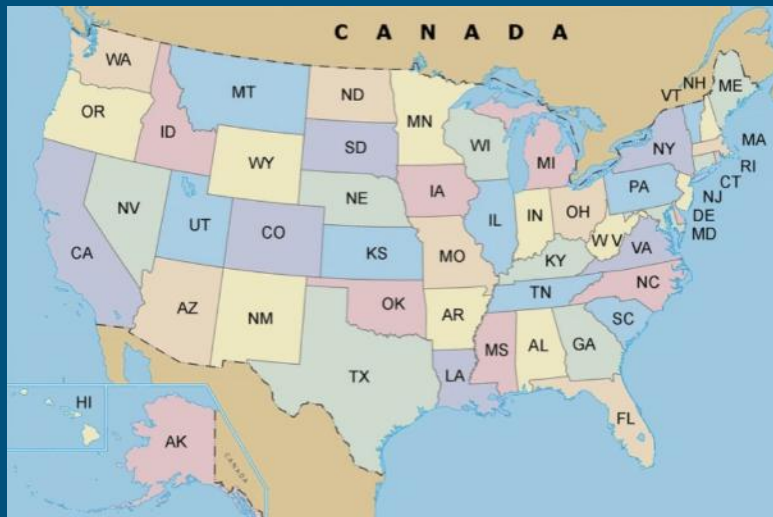 C A N A D A
WA
MT
ND
MN
VT
NH
ME
OR
ID
SD
WI
NY
MA
WY
MI
RI
NE
IA
PA
CT
NV
UT
CO
IL
IN
OH
NJ
DE
CA
KS
MO
W V
VA
MD
KY
AZ
NM
OK
AR
TN
NC
TX
LA
MS
AL
GA
SC
HI
FL
AK
CANADA